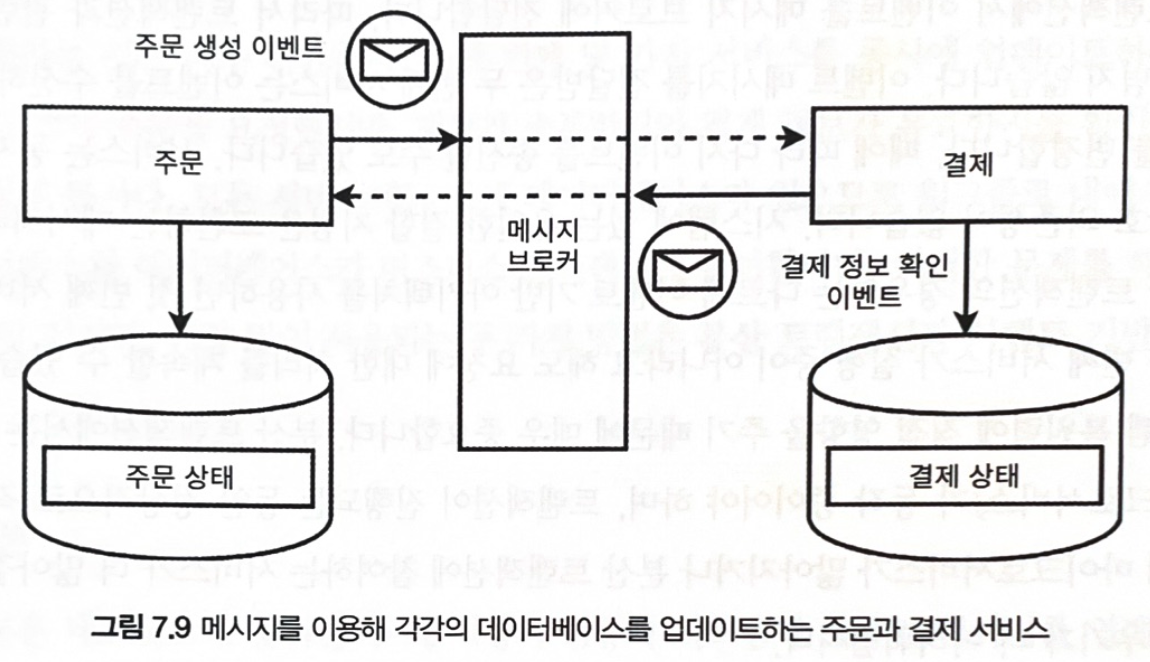 주문 생성 이벤트
주문
결제
메시지
브로커
결제 정보 확인
이벤트
주문 상태
결제 상태
그림 7.9 메시지를 이용해 각각의 데이터베이스를 업데이트하는 주문과 결제 서비스